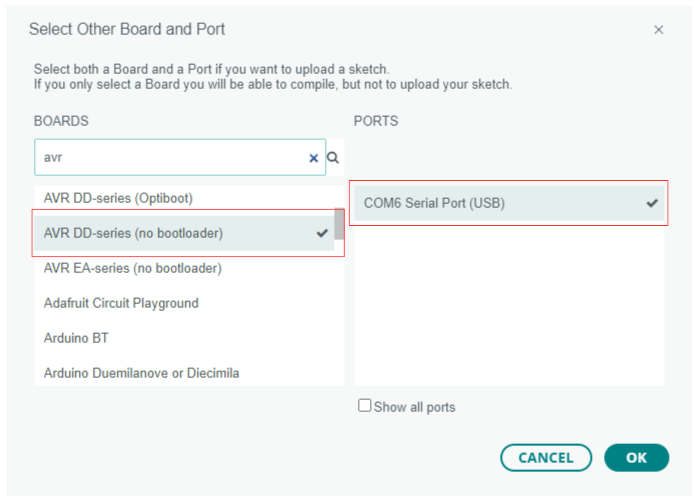 Select Other Board and Port
Select both a Board and a Port if you want to upload a sketch.
If you only select a Board you will be able to compile, but not to upload your sketch.
BOARDS
avr
AVR DD-series (Optiboot)
AVR DD-series (no bootloader)
AVR EA-series (no bootloader)
Adafruit Circuit Playground
Arduino BT
Arduino Duemilanove or Diecimila
PORTS
COM6 Serial Port (USB)
Show all ports
CANCEL
OK